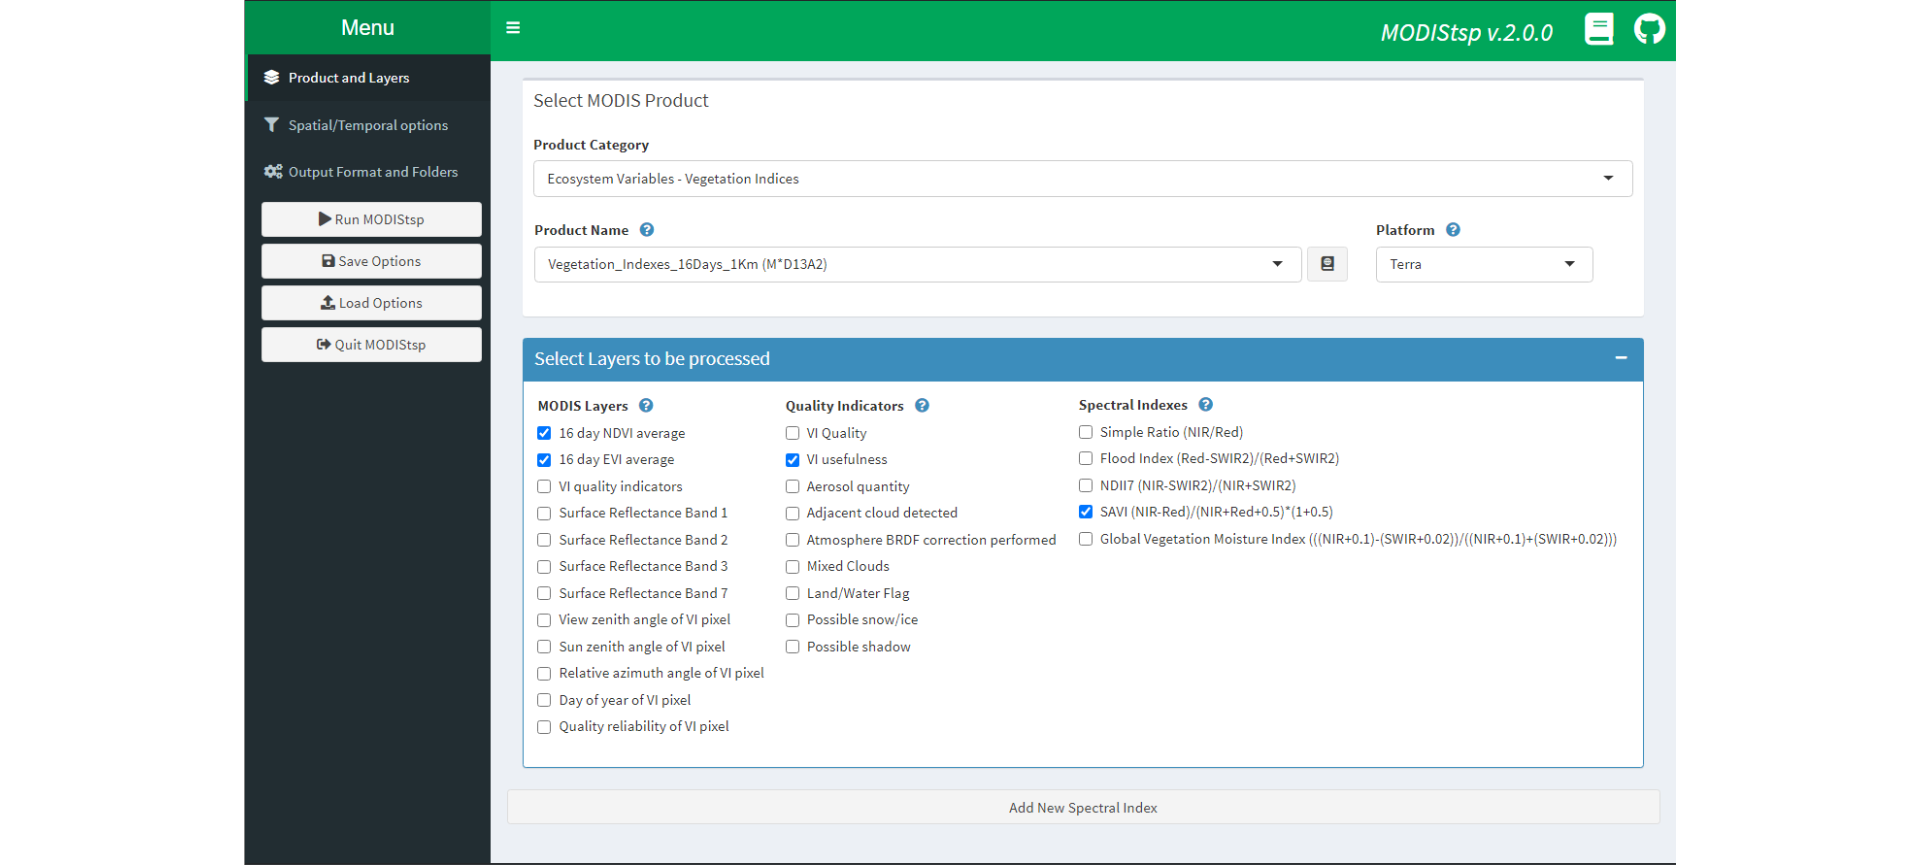 Menu
MODIStsp v.2.0.0
Product and Layers
Spatial/Temporal options
Output Format and Folders
Run MODIStsp
Save Options
Load Options
Quit MODIStsp
Select MODIS Product
Product Category
Ecosystem Variables - Vegetation Indices
Product Name
Platform
Vegetation_Indexes_16Days_1Km (M*D13A2)
Terra
Select Layers to be processed
MODIS Layers
16 day NDVI average
16 day EVI average
VI quality indicators
Surface Reflectance Band 1
Surface Reflectance Band 2
Surface Reflectance Band 3
Surface Reflectance Band 7
View zenith angle of VI pixel
Sun zenith angle of VI pixel
Relative azimuth angle of VI pixel
Day of year of VI pixel
Quality reliability of VI pixel
Quality Indicators
VI Quality
VI usefulness
Aerosol quantity
Adjacent cloud detected
Atmosphere BRDF correction performed
Mixed Clouds
Land/Water Flag
Possible snow/ice
Possible shadow
Spectral Indexes
Simple Ratio (NIR/Red)
Flood Index (Red-SWIR2)/(Red+SWIR2)
NDII7 (NIR-SWIR2)/(NIR+SWIR2)
SAVI (NIR-Red)/(NIR+Red+0.5)*(1+0.5)
Global Vegetation Moisture Index (((NIR+0.1)-(SWIR+0.02))/((NIR+0.1)+(SWIR+0.02)))
Add New Spectral Index